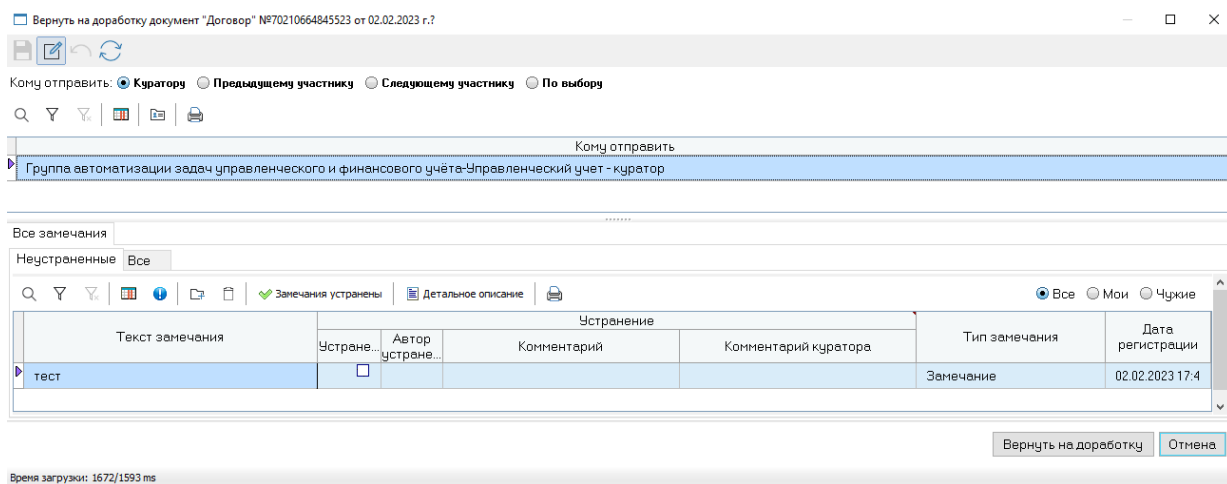 Вернуть на доработку документ "Договор" №70210664845523 от 02.02.2023 г.?
Кому отправить: Куратору Предыдущему участнику Следующему участнику По выбору
Кому отправить
Группа автоматизации задач управленческого и финансового учёта-Управленческий учет - куратор
Все замечания
Неустраненные Все
Замечания устранены Детальное описание Все Мои Чужие
Текст замечания Устранение Тип замечания Дата регистрации
Устране... Автор устране... Комментарий Комментарий куратора
тест Замечание 02.02.2023 17:4
Вернуть на доработку Отмена
Время загрузки: 1672/1593 ms